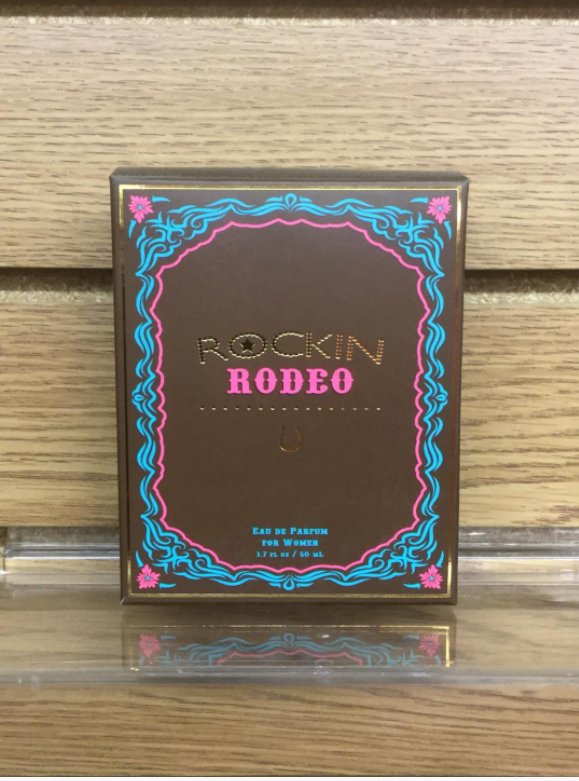 ROCKIN
RODEO
EAU DE PARFUM
FOR WOMEN
1.7 FL OZ / 50 ML